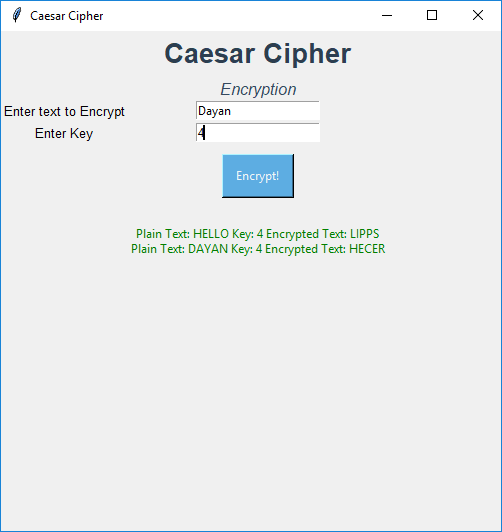 Caesar Cipher
Caesar Cipher
Encryption
Enter text to Encrypt Dayan
Enter Key 4
Encrypt!
Plain Text: HELLO Key: 4 Encrypted Text: LIPPS
Plain Text: DAYAN Key: 4 Encrypted Text: HECER